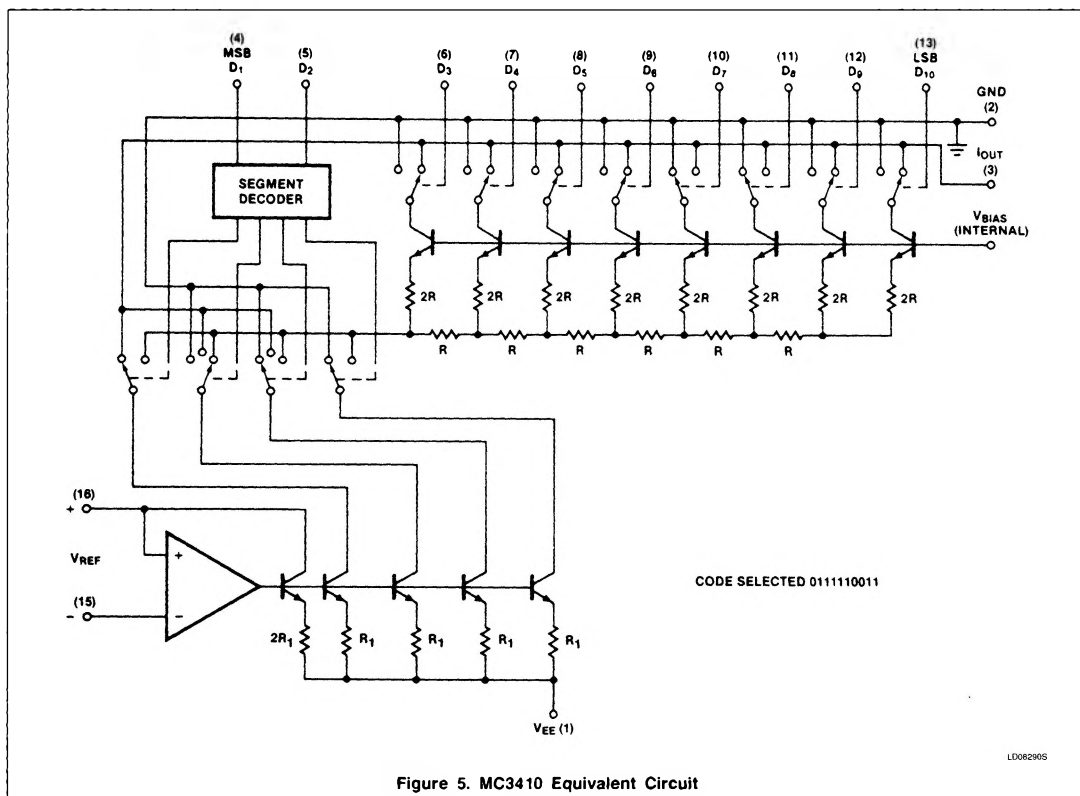 (4) (5) (6) (7) (8) (9) (10) (11) (12) (13)
MSB LSB
D1 D2 D3 D4 D5 D6 D7 D8 D9 D10
GND
(2)
IOUT
(3)
SEGMENT
DECODER
VBIAS
(INTERNAL)
2R 2R 2R 2R 2R 2R 2R 2R
R R R R R R
+ (16)
VREF
+
-
- (15)
CODE SELECTED 0111110011
2R1 R1 R1 R1 R1
VEE (1)
LD08290S
Figure 5. MC3410 Equivalent Circuit